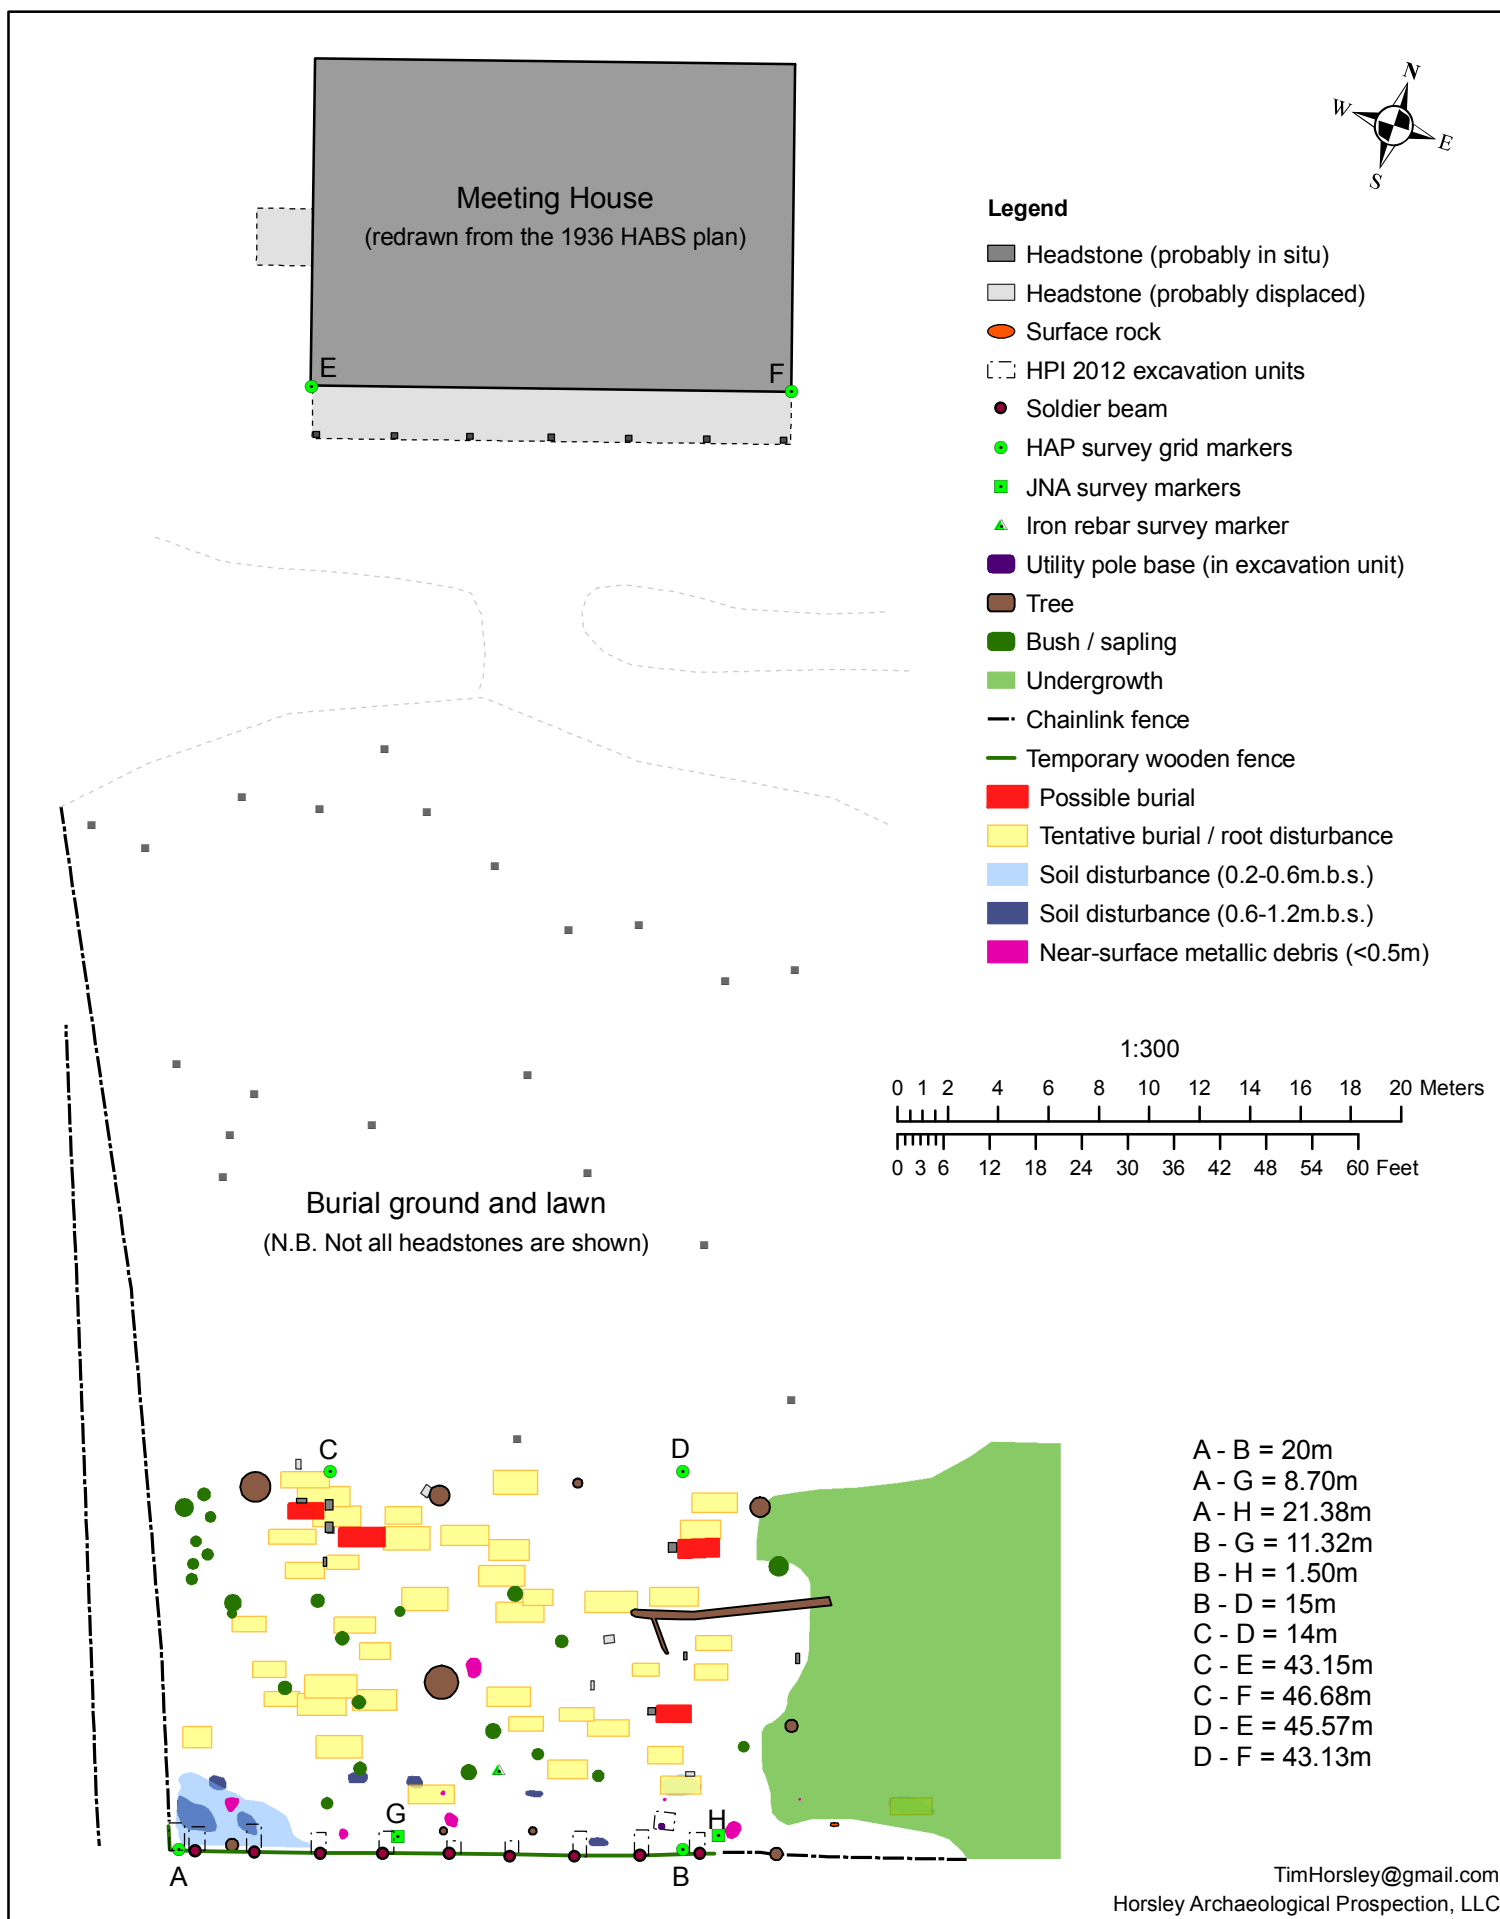 N
W
E
S
Meeting House
(redrawn from the 1936 HABS plan)
E
F
Legend
Headstone (probably in situ)
Headstone (probably displaced)
Surface rock
HPI 2012 excavation units
Soldier beam
HAP survey grid markers
JNA survey markers
Iron rebar survey marker
Utility pole base (in excavation unit)
Tree
Bush / sapling
Undergrowth
Chainlink fence
Temporary wooden fence
Possible burial
Tentative burial / root disturbance
Soil disturbance (0.2-0.6m.b.s.)
Soil disturbance (0.6-1.2m.b.s.)
Near-surface metallic debris (<0.5m)
1:300
0 1 2 4 6 8 10 12 14 16 18 20 Meters
0 3 6 12 18 24 30 36 42 48 54 60 Feet
Burial ground and lawn
(N.B. Not all headstones are shown)
C
D
A - B = 20m
A - G = 8.70m
A - H = 21.38m
B - G = 11.32m
B - H = 1.50m
B - D = 15m
C - D = 14m
C - E = 43.15m
C - F = 46.68m
D - E = 45.57m
D - F = 43.13m
G
H
A
B
TimHorsley@gmail.com
Horsley Archaeological Prospection, LLC